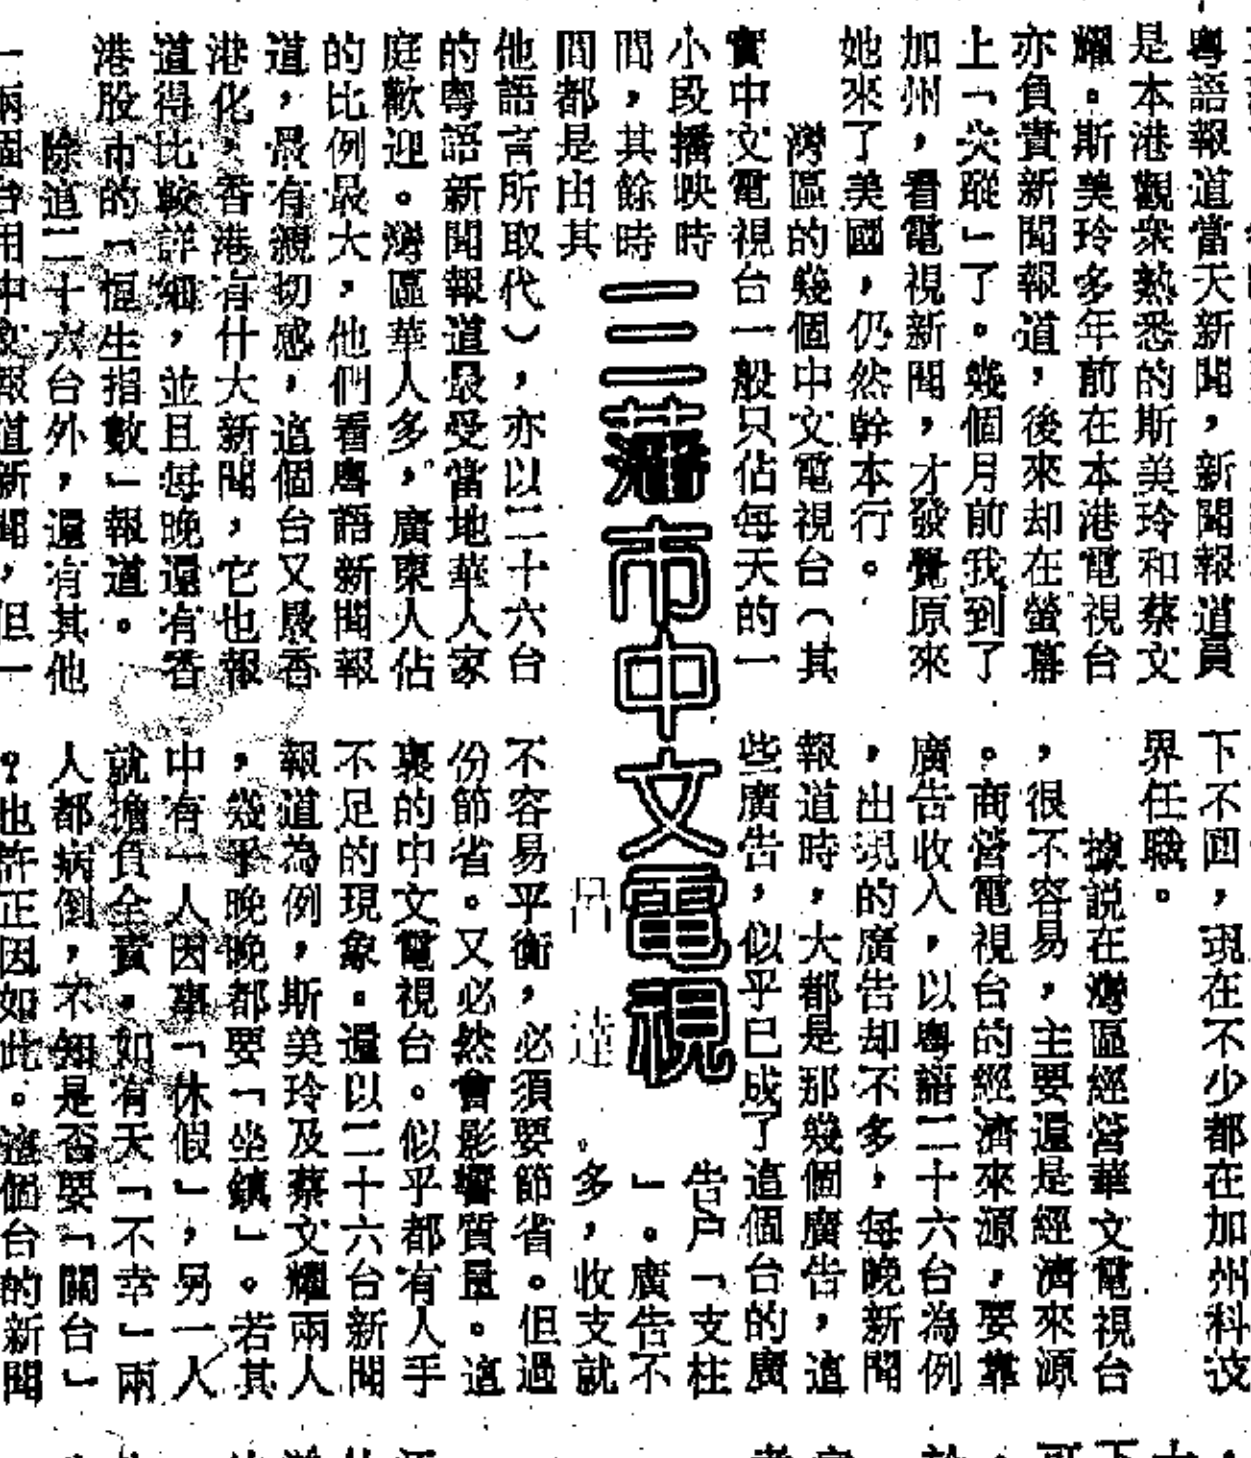 三藩市中文電視
呂達
粵語報道當天新聞，新聞報道員
是本港觀衆熟悉的斯美玲和蔡文
耀。斯美玲多年前在本港電視台
亦負責新聞報道，後來却在螢幕
上「失蹤」了。幾個月前我到了
加州，看電視新聞，才發覺原來
她來了美國，仍然幹本行。
灣區的幾個中文電視台（其
實中文電視台一般只佔每天的一
小段播映時
間，其餘時
間都是由其
他語言所取代），亦以二十六台
的粵語新聞報道最受當地華人家
庭歡迎。灣區華人多，廣東人佔
的比例最大，他們看粵語新聞報
道，最有親切感，這個台又最香
港化，香港有什大新聞，它也報
道得比較詳細，並且每晚還有香
港股市的「恒生指數」報道。
除這二十六台外，還有其他
一兩個台用中文報道新聞，但一
下不圓，現在不少都在加州科技
界任職。
據説在灣區經營華文電視台
，很不容易，主要還是經濟來源
。商營電視台的經濟來源，要靠
廣告收入，以粵語二十六台為例
，出現的廣告却不多，每晚新聞
報道時，大都是那幾個廣告，這
些廣告，似乎已成了這個台的廣
告戶「支柱
」。廣告不
多，收支就
不容易平衡，必須要節省。但過
份節省。又必然會影響質量。這
裏的中文電視台。似乎都有人手
不足的現象。還以二十六台新聞
報道為例，斯美玲及蔡文耀兩人
，幾乎晚晚都要「坐鎮」。若其
中有一人因事「休假」，另一人
就擔負全責。如有天「不幸」兩
人都病倒，不知是否要「關台」
？也許正因如此。這個台的新聞